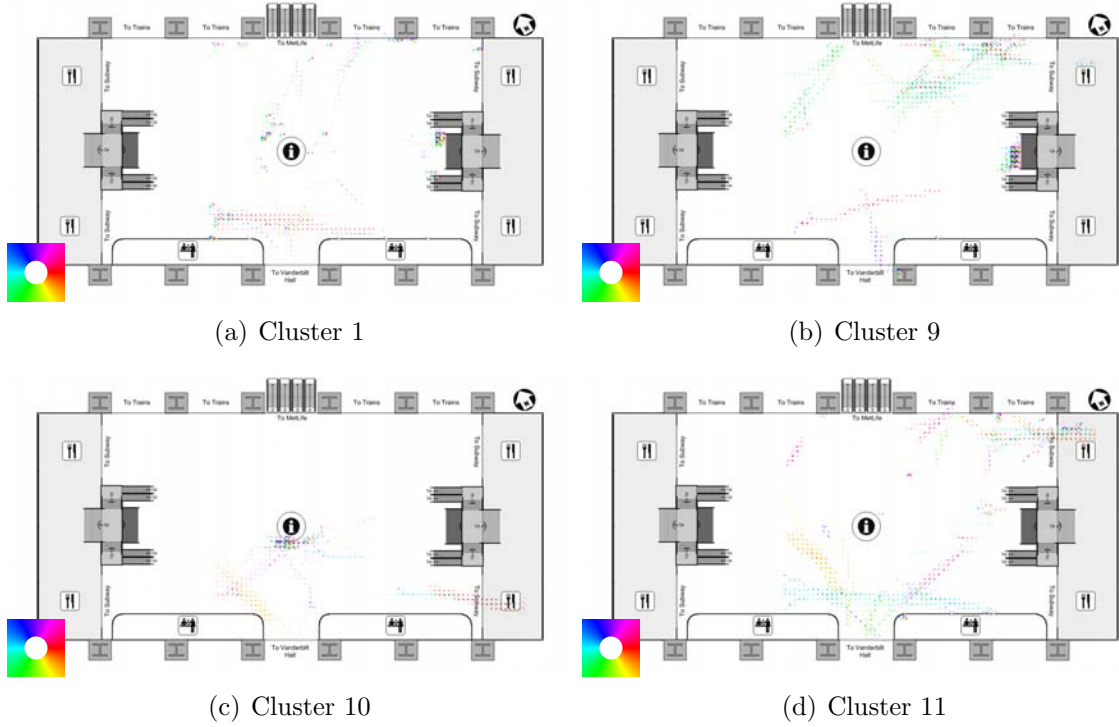 To Trains To Trains To Trains To Trains
To MetLife
To Subway
To Subway
i
To Subway
To Subway
To Vanderbilt
Hall
(a) Cluster 1
To Trains To Trains To Trains To Trains
To MetLife
To Subway
To Subway
i
To Subway
To Subway
To Vanderbilt
Hall
(b) Cluster 9
To Trains To Trains To Trains To Trains
To MetLife
To Subway
To Subway
i
To Subway
To Subway
To Vanderbilt
Hall
(c) Cluster 10
To Trains To Trains To Trains To Trains
To MetLife
To Subway
To Subway
i
To Subway
To Subway
To Vanderbilt
Hall
(d) Cluster 11